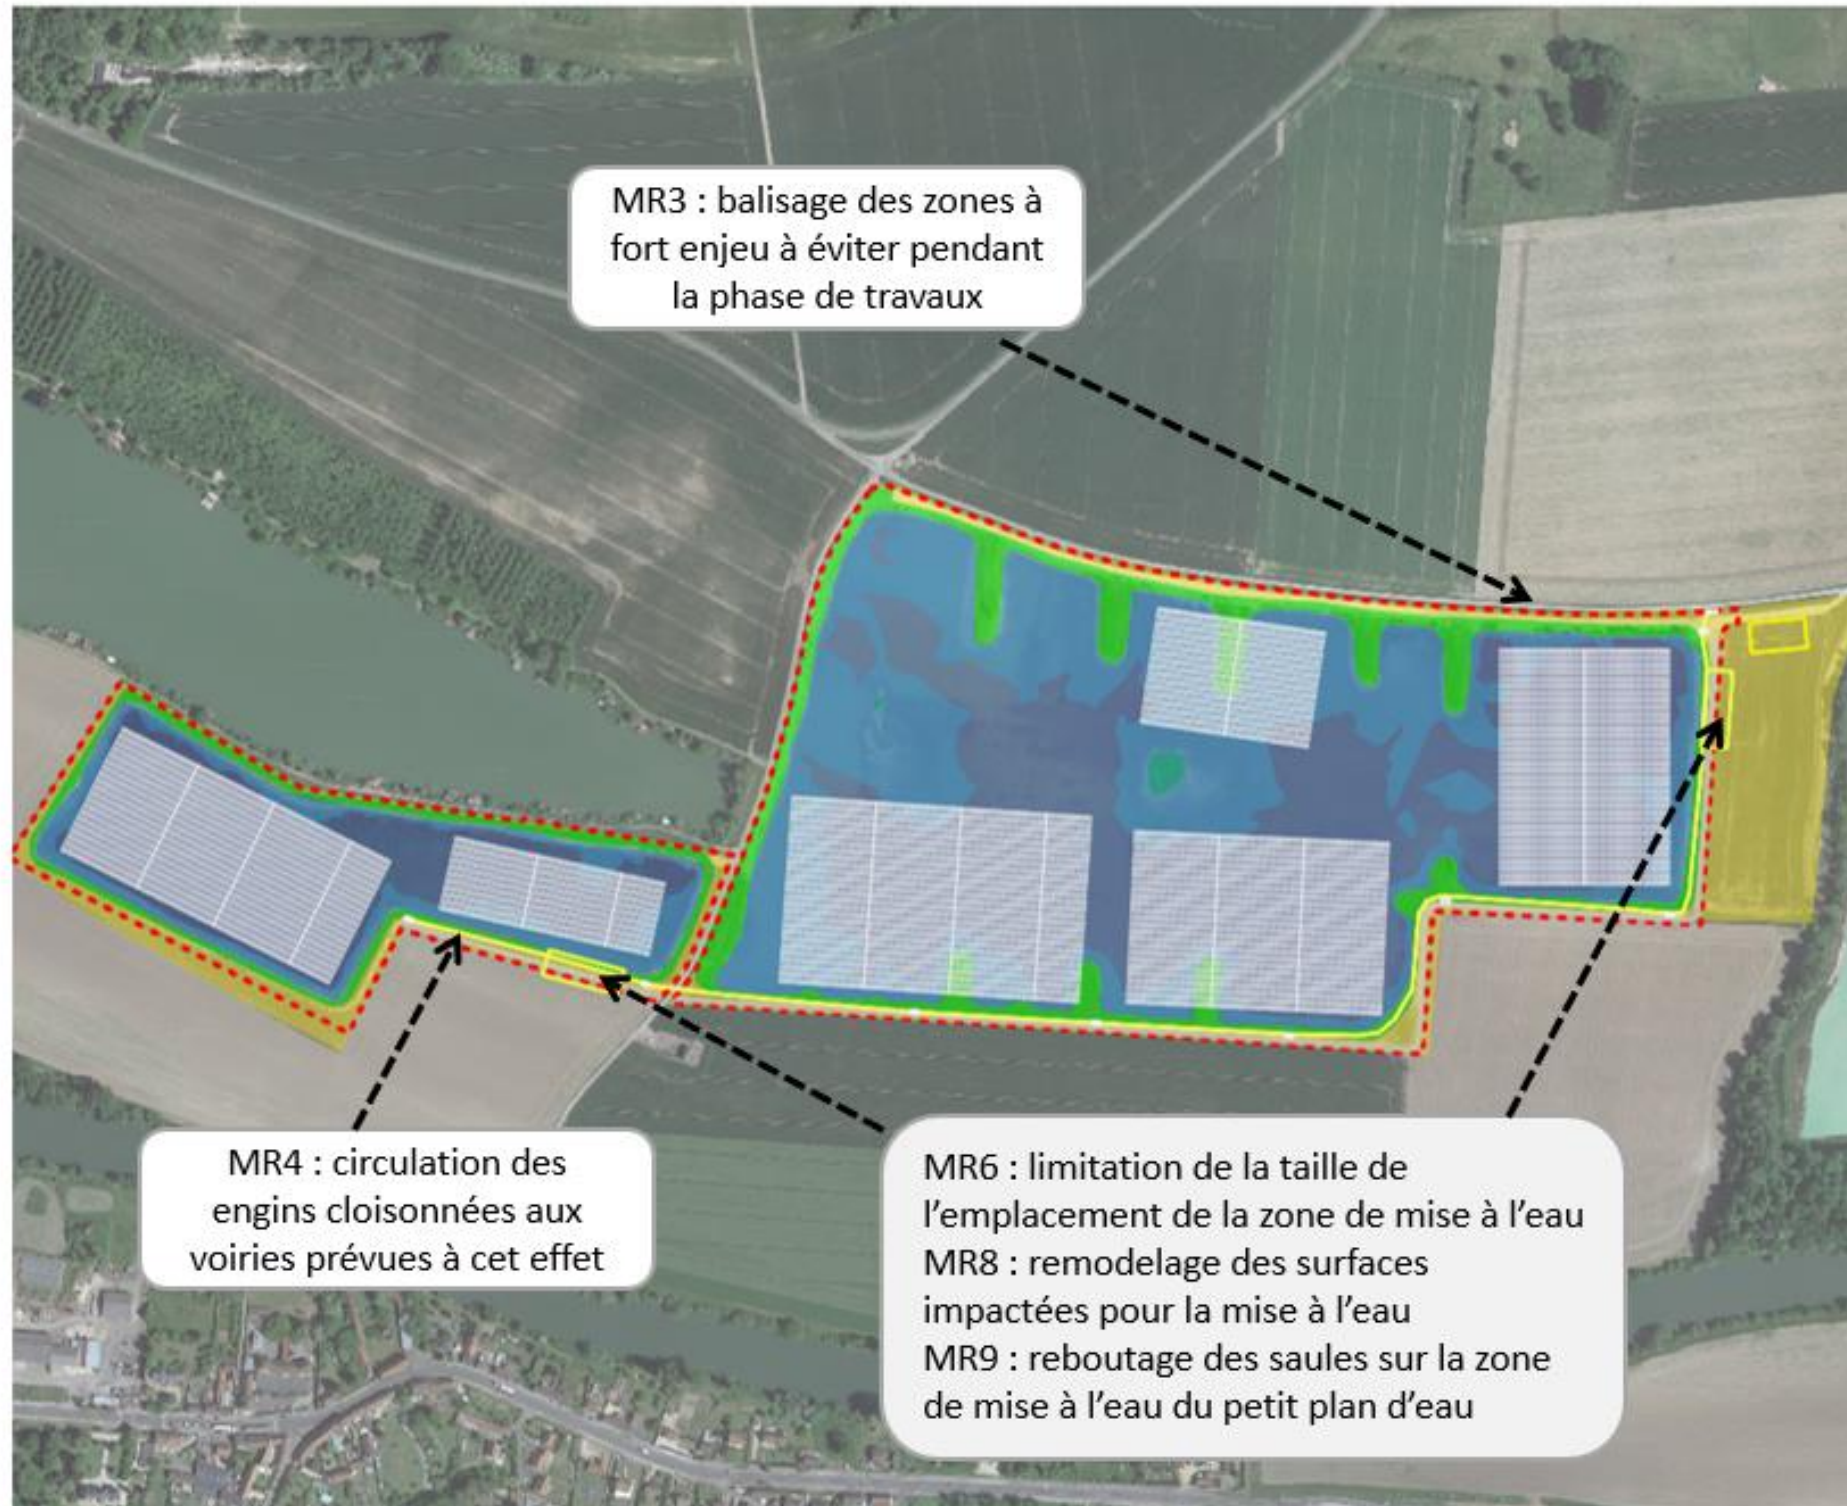 MR3 : balisage des zones à
fort enjeu à éviter pendant
la phase de travaux
MR4 : circulation des
engins cloisonnées aux
voiries prévues à cet effet
MR6 : limitation de la taille de
l'emplacement de la zone de mise à l'eau
MR8 : remodelage des surfaces
impactées pour la mise à l'eau
MR9 : reboutage des saules sur la zone
de mise à l'eau du petit plan d'eau